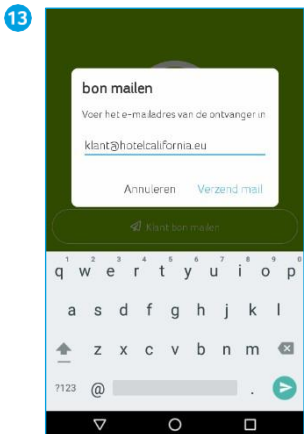 13
bon mailen
Voer het e-mailadres van de ontvanger in
klant@hotelcalifornia.eu
Annuleren Verzend mail
Klant bon mailen
1 2 3 4 5 6 7 8 9 0
q w e r t y u i o p
a s d f g h j k l
z x c v b n m
?123 @ .